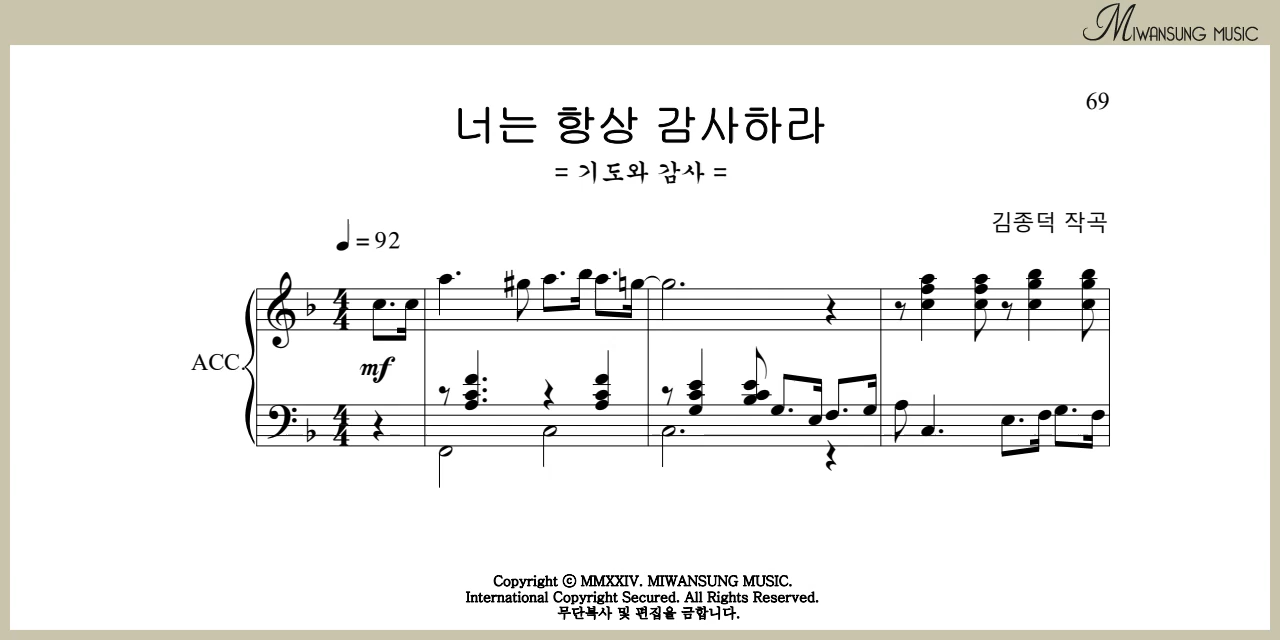 MIWANSUNG MUSIC
69
너는 항상 감사하라
= 기도와 감사 =
김종덕 작곡
♩ = 92
ACC.
mf
Copyright ⓒ MMXXIV. MIWANSUNG MUSIC.
International Copyright Secured. All Rights Reserved.
무단복사 및 편집을 금합니다.